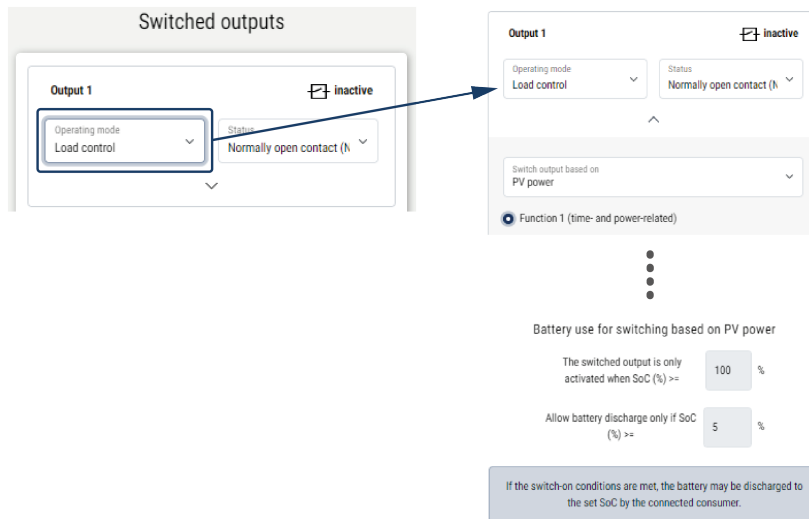 Switched outputs
Output 1
inactive
Operating mode
Load control
Status
Normally open contact (N
Output 1
inactive
Operating mode
Load control
Status
Normally open contact (N
Switch output based on
PV power
Function 1 (time- and power-related)
Battery use for switching based on PV power
The switched output is only
activated when SoC (%) >=
100
%
Allow battery discharge only if SoC
(%) >=
5
%
If the switch-on conditions are met, the battery may be discharged to
the set SoC by the connected consumer.